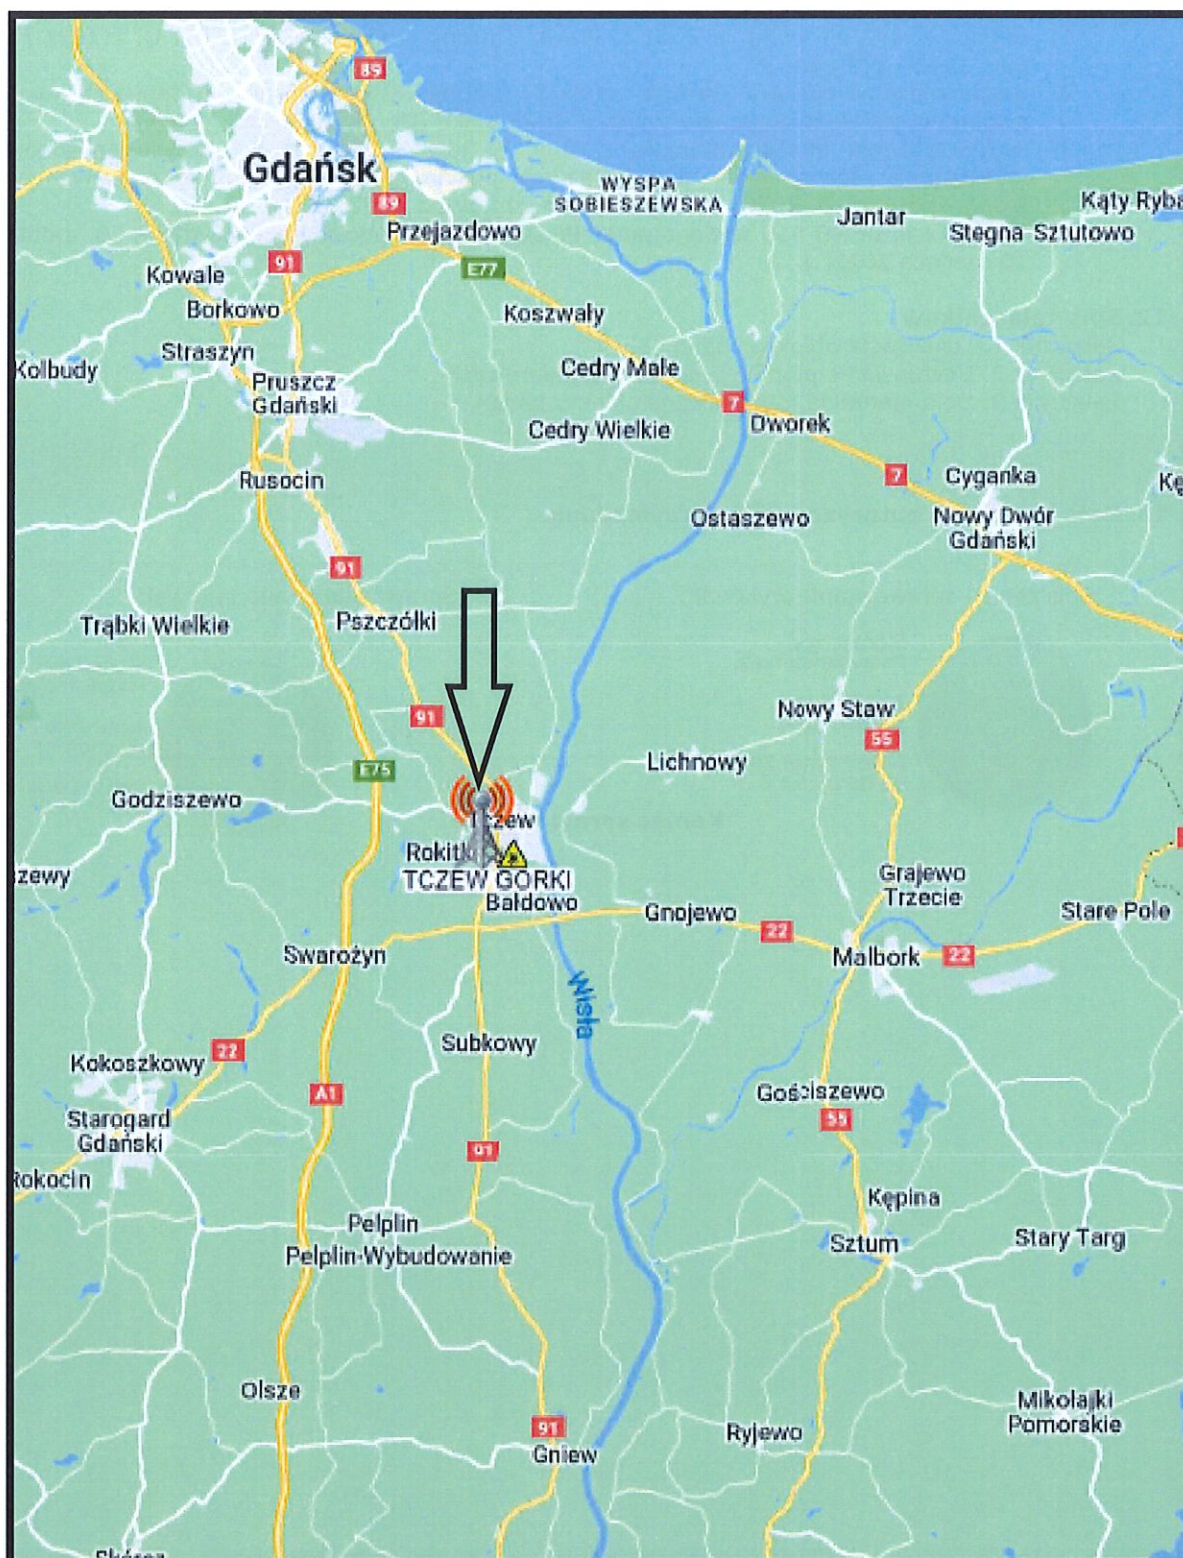 89
Gdańsk
WYSPA
SOBIESZEWSKA
Kąty Ryba
89
Jantar
Przejazdowo
Stegna-Sztutowo
91
E77
Kowale
Borkowo
Koszwały
Straszyn
Kolbudy
Cedry Małe
Pruszcz
Gdański
7
Dworek
Cedry Wielkie
Rusocin
7
Cyganka
Kę
Ostaszewo
Nowy Dwór
Gdański
91
Trąbki Wielkie
Pszczółki
91
Nowy Staw
55
Lichnowy
E75
Godziszewo
Tczew
Rokitki
szewy
TCZEW GÓRKI
Grajewo
Trzecie
Bałdowo
Gnojewo
22
Stare Pole
Swarożyn
Malbork
22
Wisła
Subkowy
22
Kokoszkowy
A1
Gościszewo
Starogard
Gdański
55
91
Rokocin
Kępina
Pelplin
Sztum
Stary Targ
Pelplin-Wybudowanie
Olsze
Mikołajki
Pomorskie
91
Ryjewo
Gniew